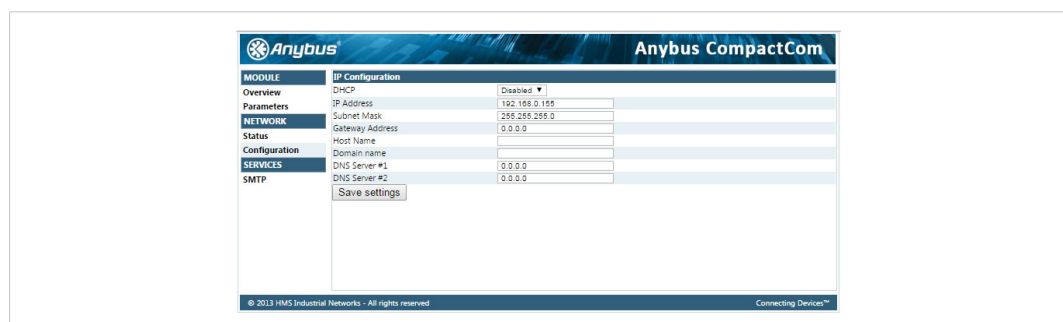 Anybus® Anybus CompactCom
MODULE
Overview
Parameters
NETWORK
Status
Configuration
SERVICES
SMTP
IP Configuration
DHCP Disabled ▼
IP Address 192.168.0.155
Subnet Mask 255.255.255.0
Gateway Address 0.0.0.0
Host Name
Domain name
DNS Server #1 0.0.0.0
DNS Server #2 0.0.0.0
Save settings
© 2013 HMS Industrial Networks - All rights reserved Connecting Devices™